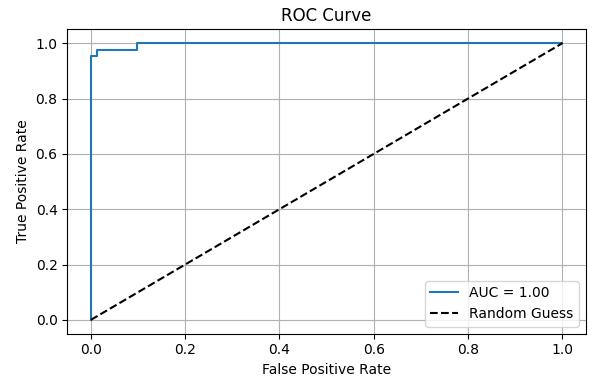 ROC Curve
True Positive Rate
1.0
0.8
0.6
0.4
0.2
0.0
AUC = 1.00
Random Guess
0.0 0.2 0.4 0.6 0.8 1.0
False Positive Rate